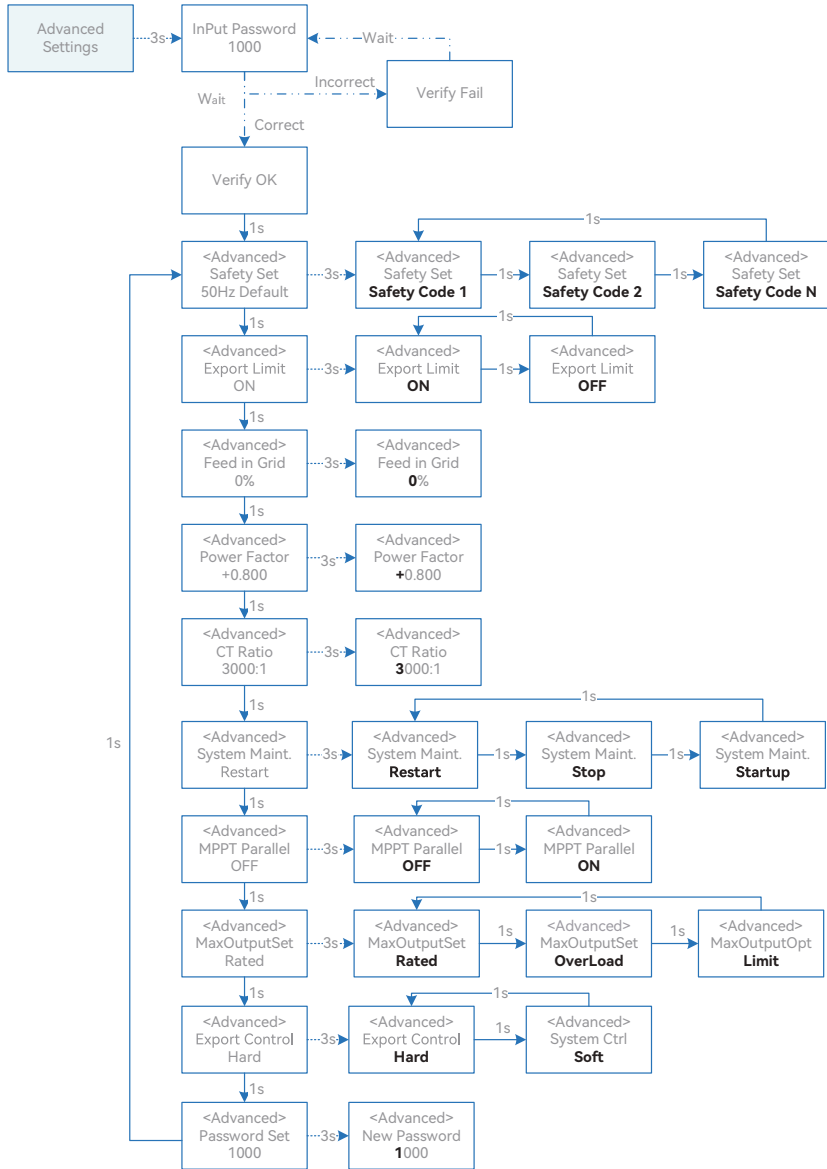 Advanced
Settings
3s
InPut Password
1000
Wait
Incorrect
Verify Fail
Wait
Correct
Verify OK
1s
1s
<Advanced>
Safety Set
50Hz Default
3s
<Advanced>
Safety Set
Safety Code 1
1s
<Advanced>
Safety Set
Safety Code 2
1s
<Advanced>
Safety Set
Safety Code N
1s
1s
<Advanced>
Export Limit
ON
3s
<Advanced>
Export Limit
ON
1s
<Advanced>
Export Limit
OFF
1s
<Advanced>
Feed in Grid
0%
3s
<Advanced>
Feed in Grid
0%
1s
<Advanced>
Power Factor
+0.800
3s
<Advanced>
Power Factor
+0.800
1s
<Advanced>
CT Ratio
3000:1
3s
<Advanced>
CT Ratio
3000:1
1s
1s
1s
<Advanced>
System Maint.
Restart
3s
<Advanced>
System Maint.
Restart
1s
<Advanced>
System Maint.
Stop
1s
<Advanced>
System Maint.
Startup
1s
1s
<Advanced>
MPPT Parallel
OFF
3s
<Advanced>
MPPT Parallel
OFF
1s
<Advanced>
MPPT Parallel
ON
1s
1s
<Advanced>
MaxOutputSet
Rated
3s
<Advanced>
MaxOutputSet
Rated
1s
<Advanced>
MaxOutputSet
OverLoad
1s
<Advanced>
MaxOutputOpt
Limit
1s
1s
<Advanced>
Export Control
Hard
3s
<Advanced>
Export Control
Hard
1s
<Advanced>
System Ctrl
Soft
1s
<Advanced>
Password Set
1000
3s
<Advanced>
New Password
1000